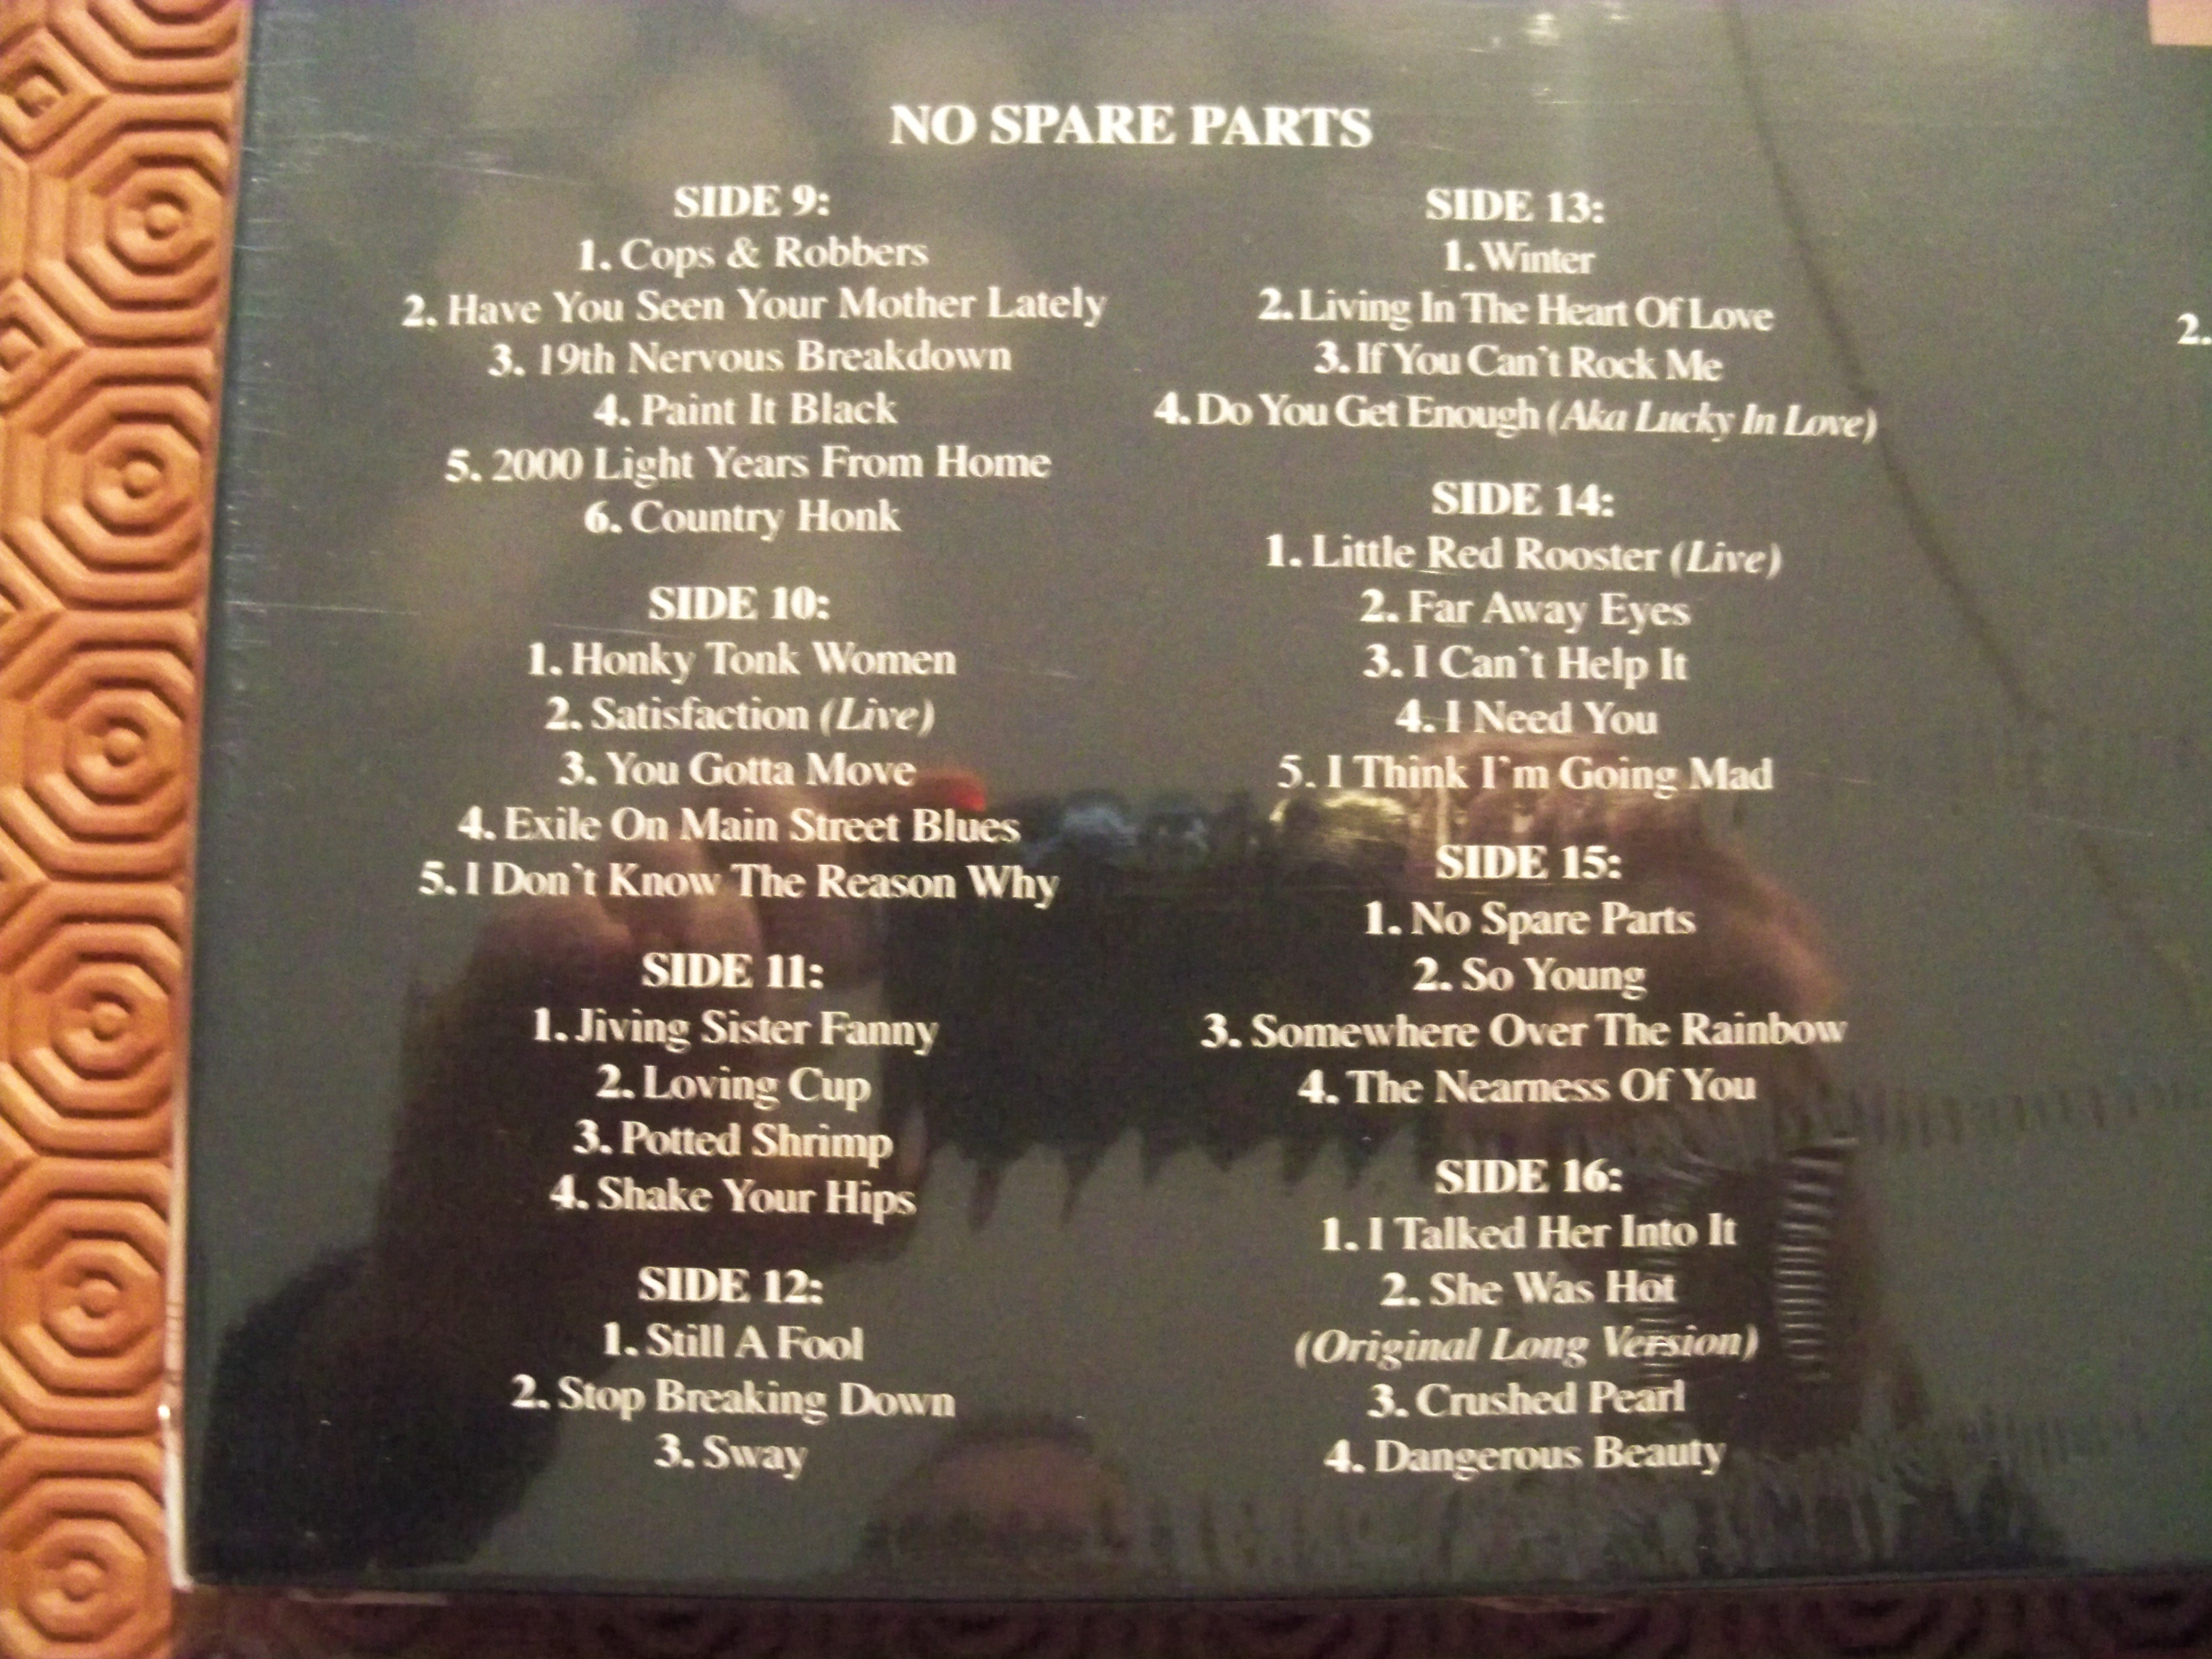 NO SPARE PARTS
SIDE 9:
1. Cops & Robbers
2. Have You Seen Your Mother Lately
3. 19th Nervous Breakdown
4. Paint It Black
5. 2000 Light Years From Home
6. Country Honk
SIDE 10:
1. Honky Tonk Women
2. Satisfaction (Live)
3. You Gotta Move
4. Exile On Main Street Blues
5. I Don't Know The Reason Why
SIDE 11:
1. Jiving Sister Fanny
2. Loving Cup
3. Potted Shrimp
4. Shake Your Hips
SIDE 12:
1. Still A Fool
2. Stop Breaking Down
3. Sway
SIDE 13:
1. Winter
2. Living In The Heart Of Love
3. If You Can't Rock Me
4. Do You Get Enough (Aka Lucky In Love)
SIDE 14:
1. Little Red Rooster (Live)
2. Far Away Eyes
3. I Can't Help It
4. I Need You
5. I Think I'm Going Mad
SIDE 15:
1. No Spare Parts
2. So Young
3. Somewhere Over The Rainbow
4. The Nearness Of You
SIDE 16:
1. I Talked Her Into It
2. She Was Hot
(Original Long Version)
3. Crushed Pearl
4. Dangerous Beauty
2.